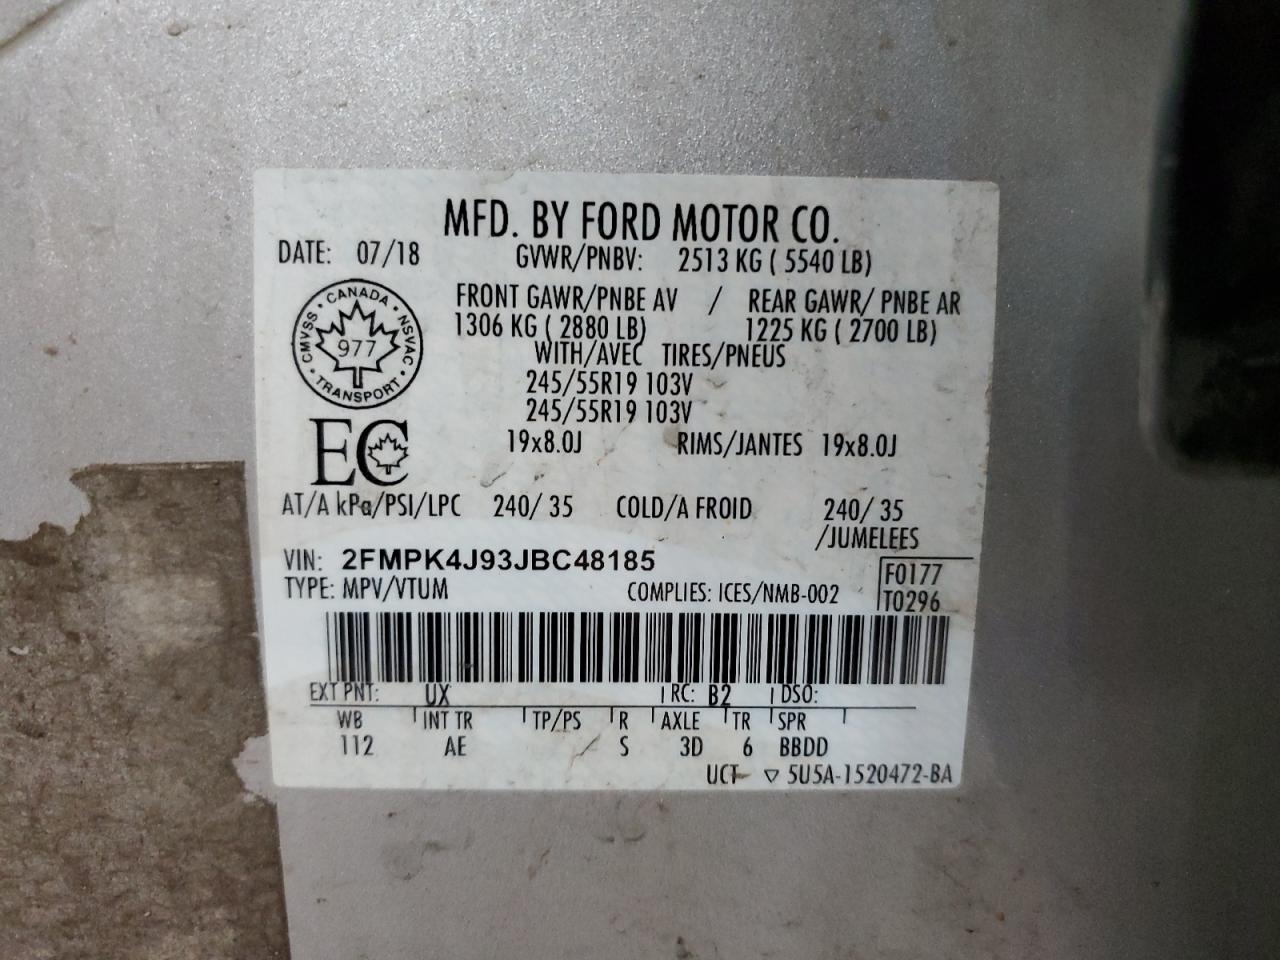 MFD. BY FORD MOTOR CO.
DATE: 07/18 GVWR/PNBV: 2513 KG ( 5540 LB)
FRONT GAWR/PNBE AV / REAR GAWR/ PNBE AR
1306 KG ( 2880 LB) 1225 KG ( 2700 LB)
WITH/AVEC TIRES/PNEUS
245/55R19 103V
245/55R19 103V
19x8.0J RIMS/JANTES 19x8.0J
CANADA · NSVAC · TRANSPORT · CMVSS ·
977
EC
AT/A kPa/PSI/LPC 240/ 35 COLD/A FROID 240/ 35
/JUMELEES
VIN: 2FMPK4J93JBC48185
TYPE: MPV/VTUM COMPLIES: ICES/NMB-002
F0177
T0296
EXT PNT: UX RC: B2 DSO:
WB INT TR TP/PS R AXLE TR SPR
112 AE S 3D 6 BBDD
UCT ▽ 5U5A-1520472-BA